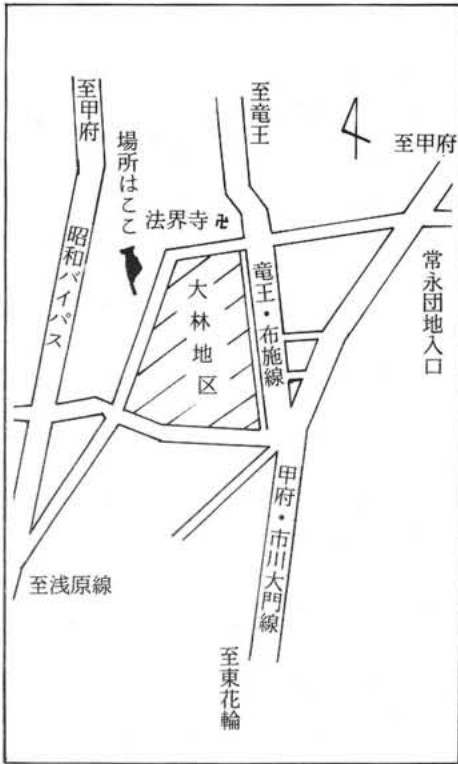 至甲府
場所はここ
昭和バイパス
至竜王
法界寺卍
至甲府
大林地区
竜王・布施線
常永団地入口
甲府・市川大門線
至浅原線
至東花輪